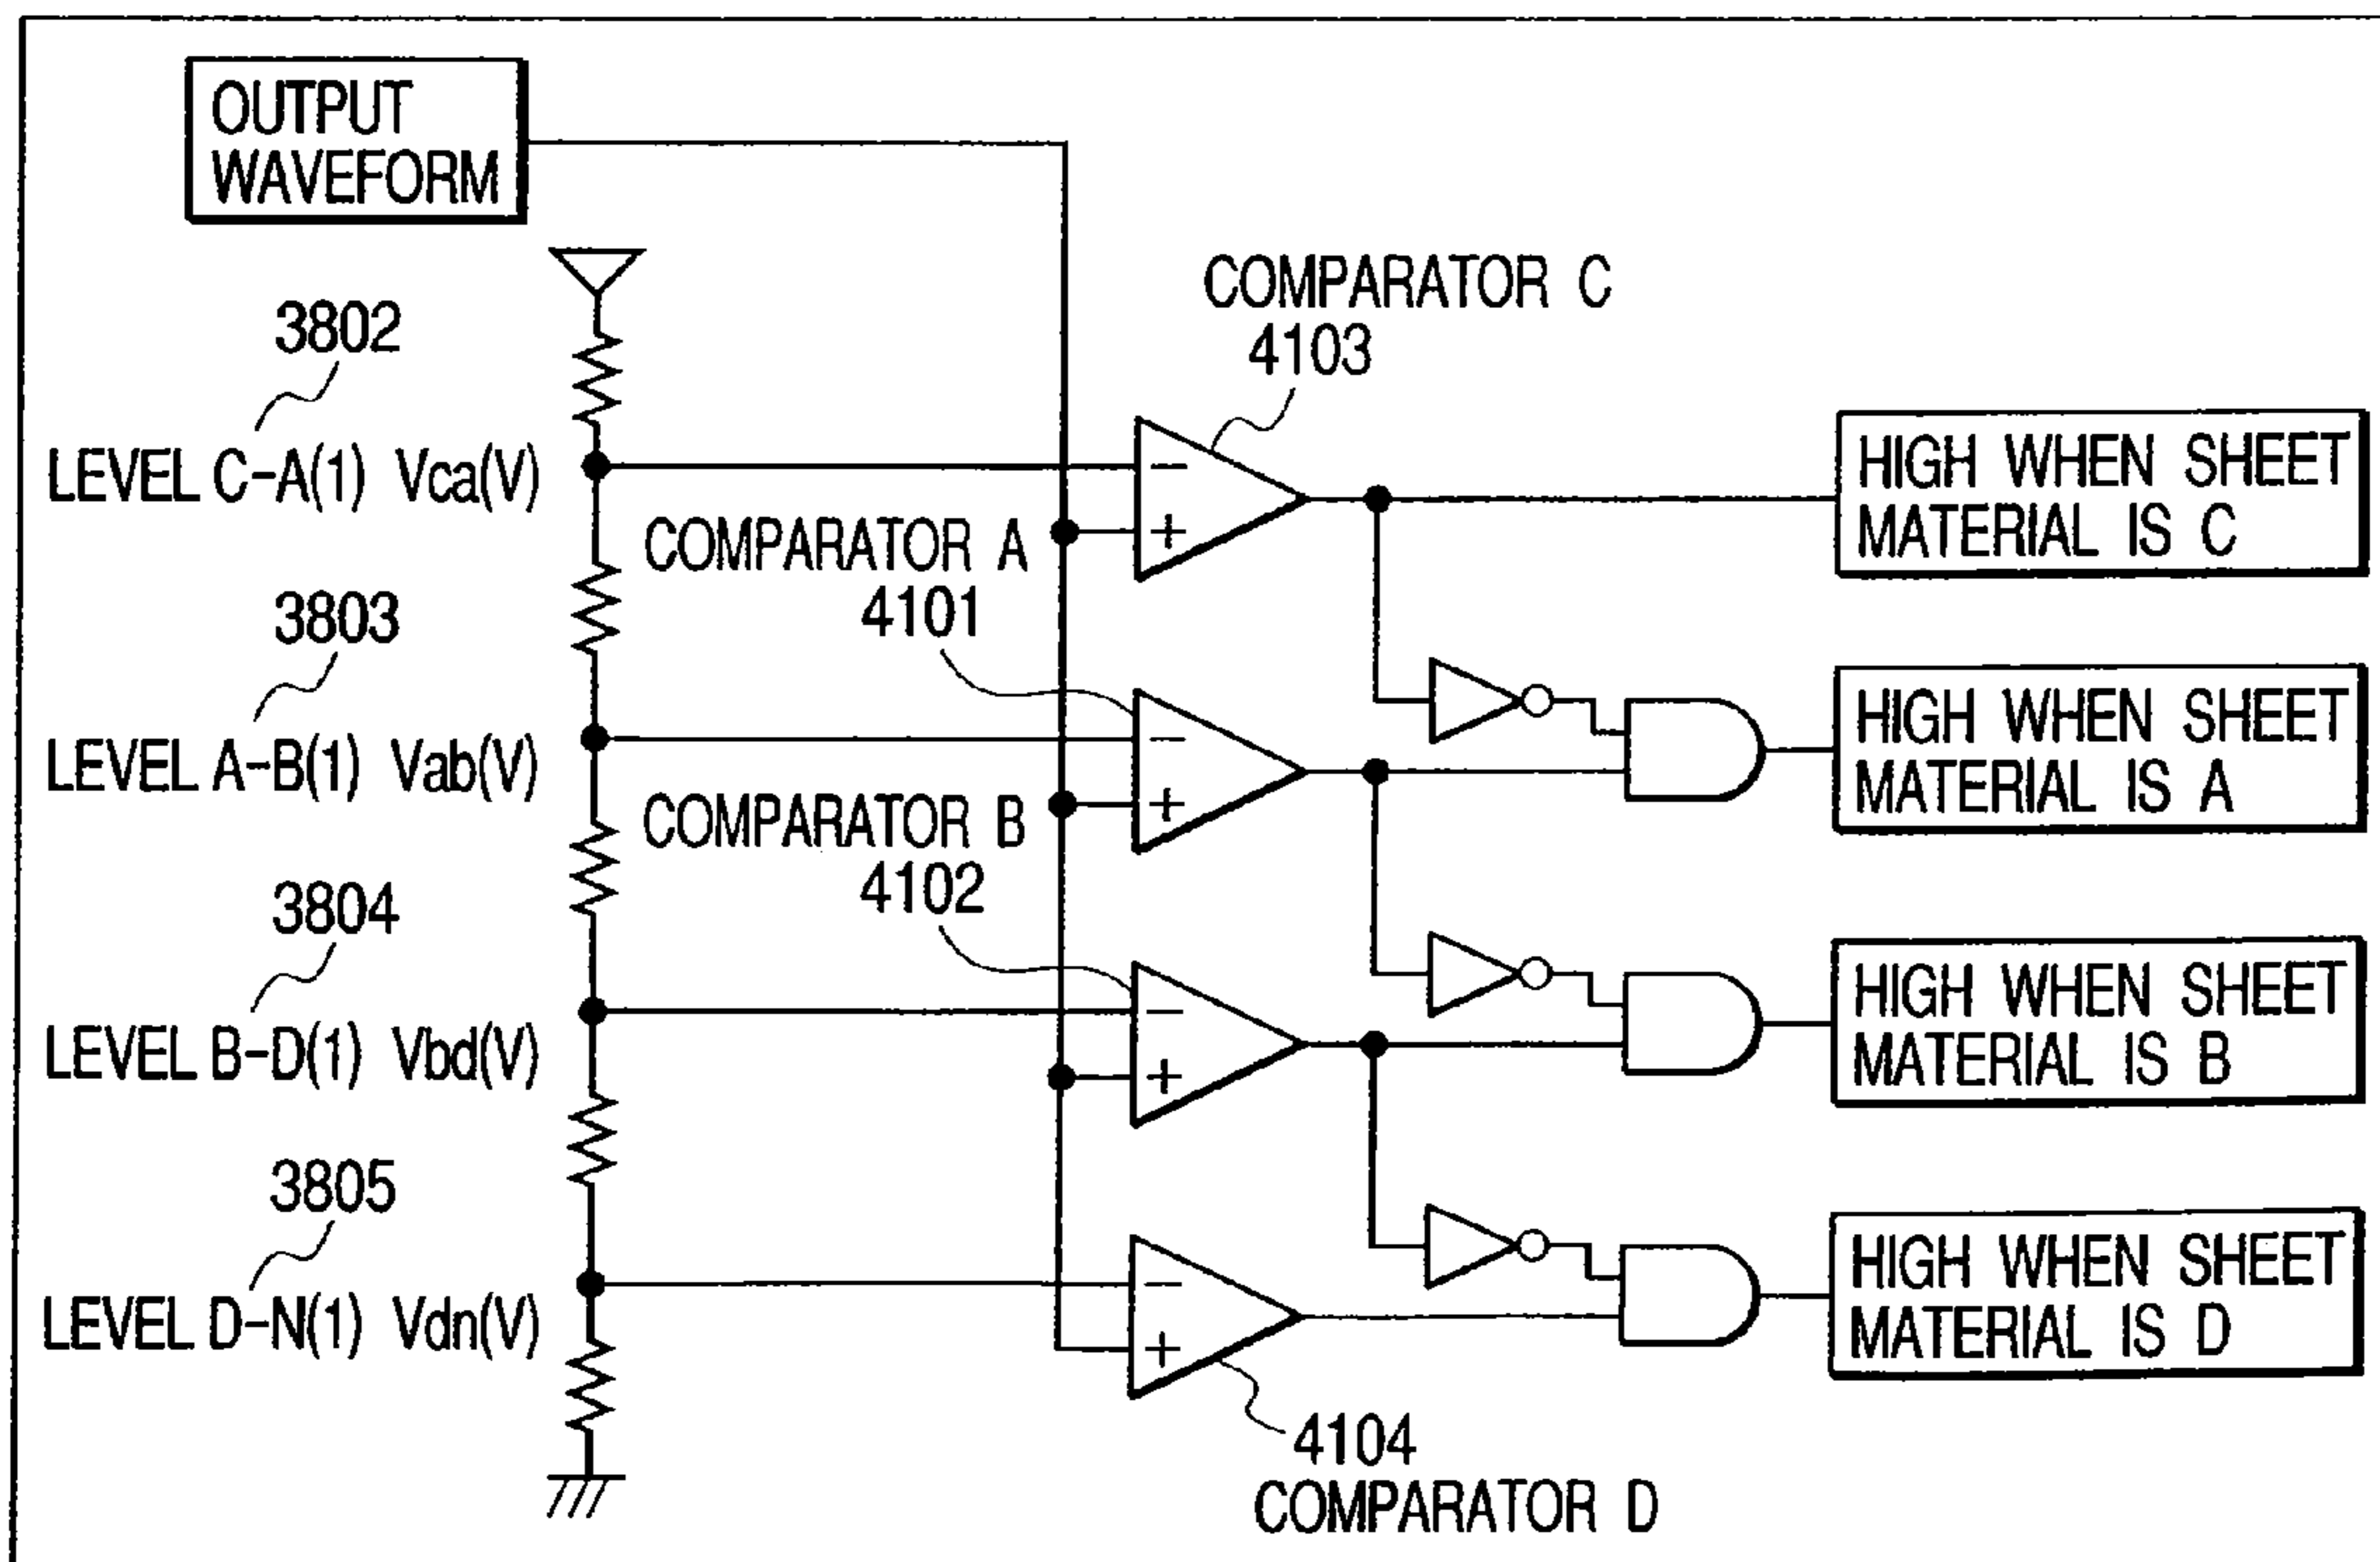 OUTPUT
WAVEFORM
COMPARATOR C
4103
3802
LEVEL C-A(1) Vca(V)
HIGH WHEN SHEET
MATERIAL IS C
COMPARATOR A
4101
3803
LEVEL A-B(1) Vab(V)
HIGH WHEN SHEET
MATERIAL IS A
COMPARATOR B
4102
3804
LEVEL B-D(1) Vbd(V)
HIGH WHEN SHEET
MATERIAL IS B
3805
LEVEL D-N(1) Vdn(V)
HIGH WHEN SHEET
MATERIAL IS D
4104
COMPARATOR D
−
+
−
+
−
+
−
+